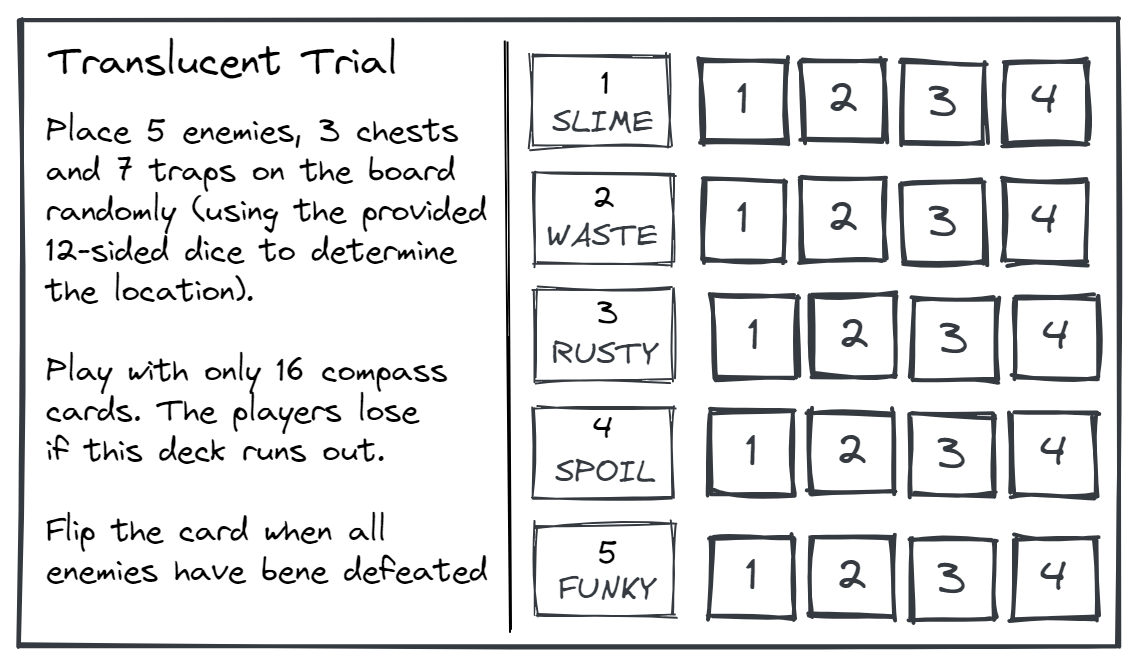 Translucent Trial
Place 5 enemies, 3 chests
and 7 traps on the board
randomly (using the provided
12-sided dice to determine
the location).
Play with only 16 compass
cards. The players lose
if this deck runs out.
Flip the card when all
enemies have bene defeated
1
SLIME
1 2 3 4
2
WASTE
1 2 3 4
3
RUSTY
1 2 3 4
4
SPOIL
1 2 3 4
5
FUNKY
1 2 3 4